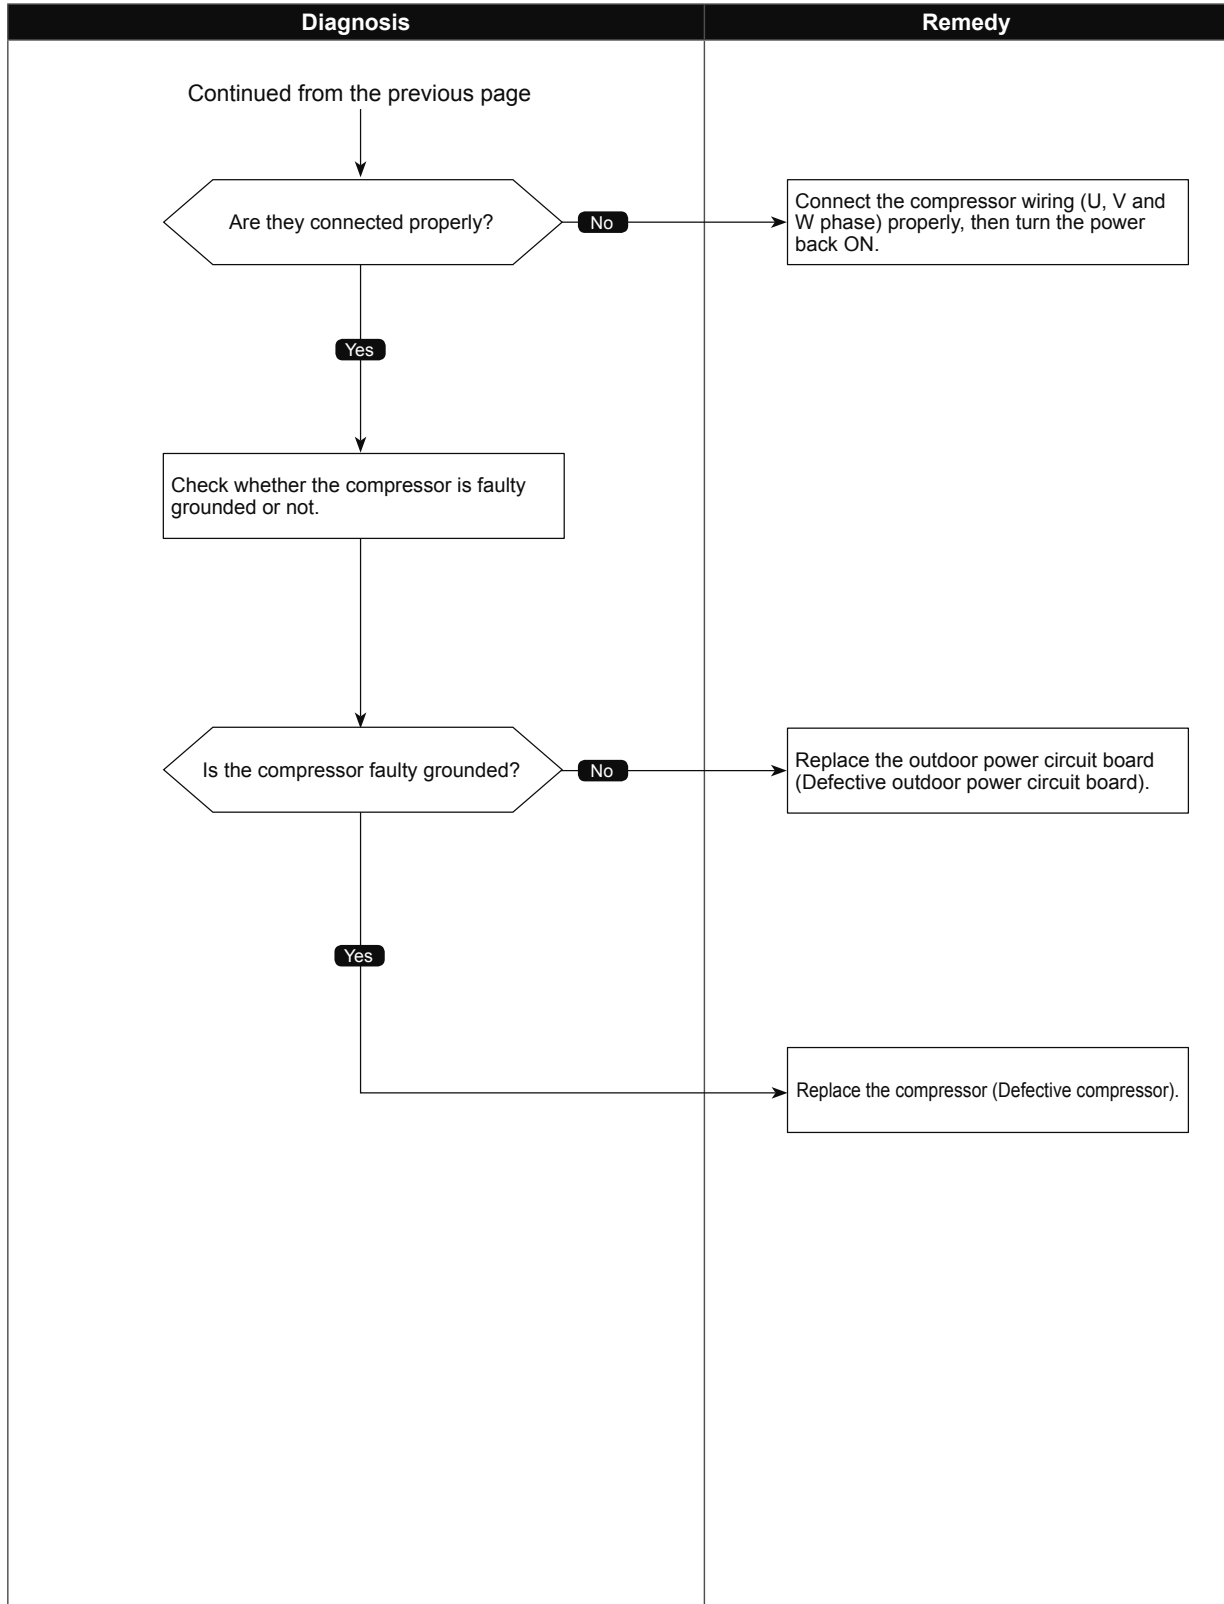 Diagnosis
Remedy
Continued from the previous page
Are they connected properly?
No
Connect the compressor wiring (U, V and
W phase) properly, then turn the power
back ON.
Yes
Check whether the compressor is faulty
grounded or not.
Is the compressor faulty grounded?
No
Replace the outdoor power circuit board
(Defective outdoor power circuit board).
Yes
Replace the compressor (Defective compressor).